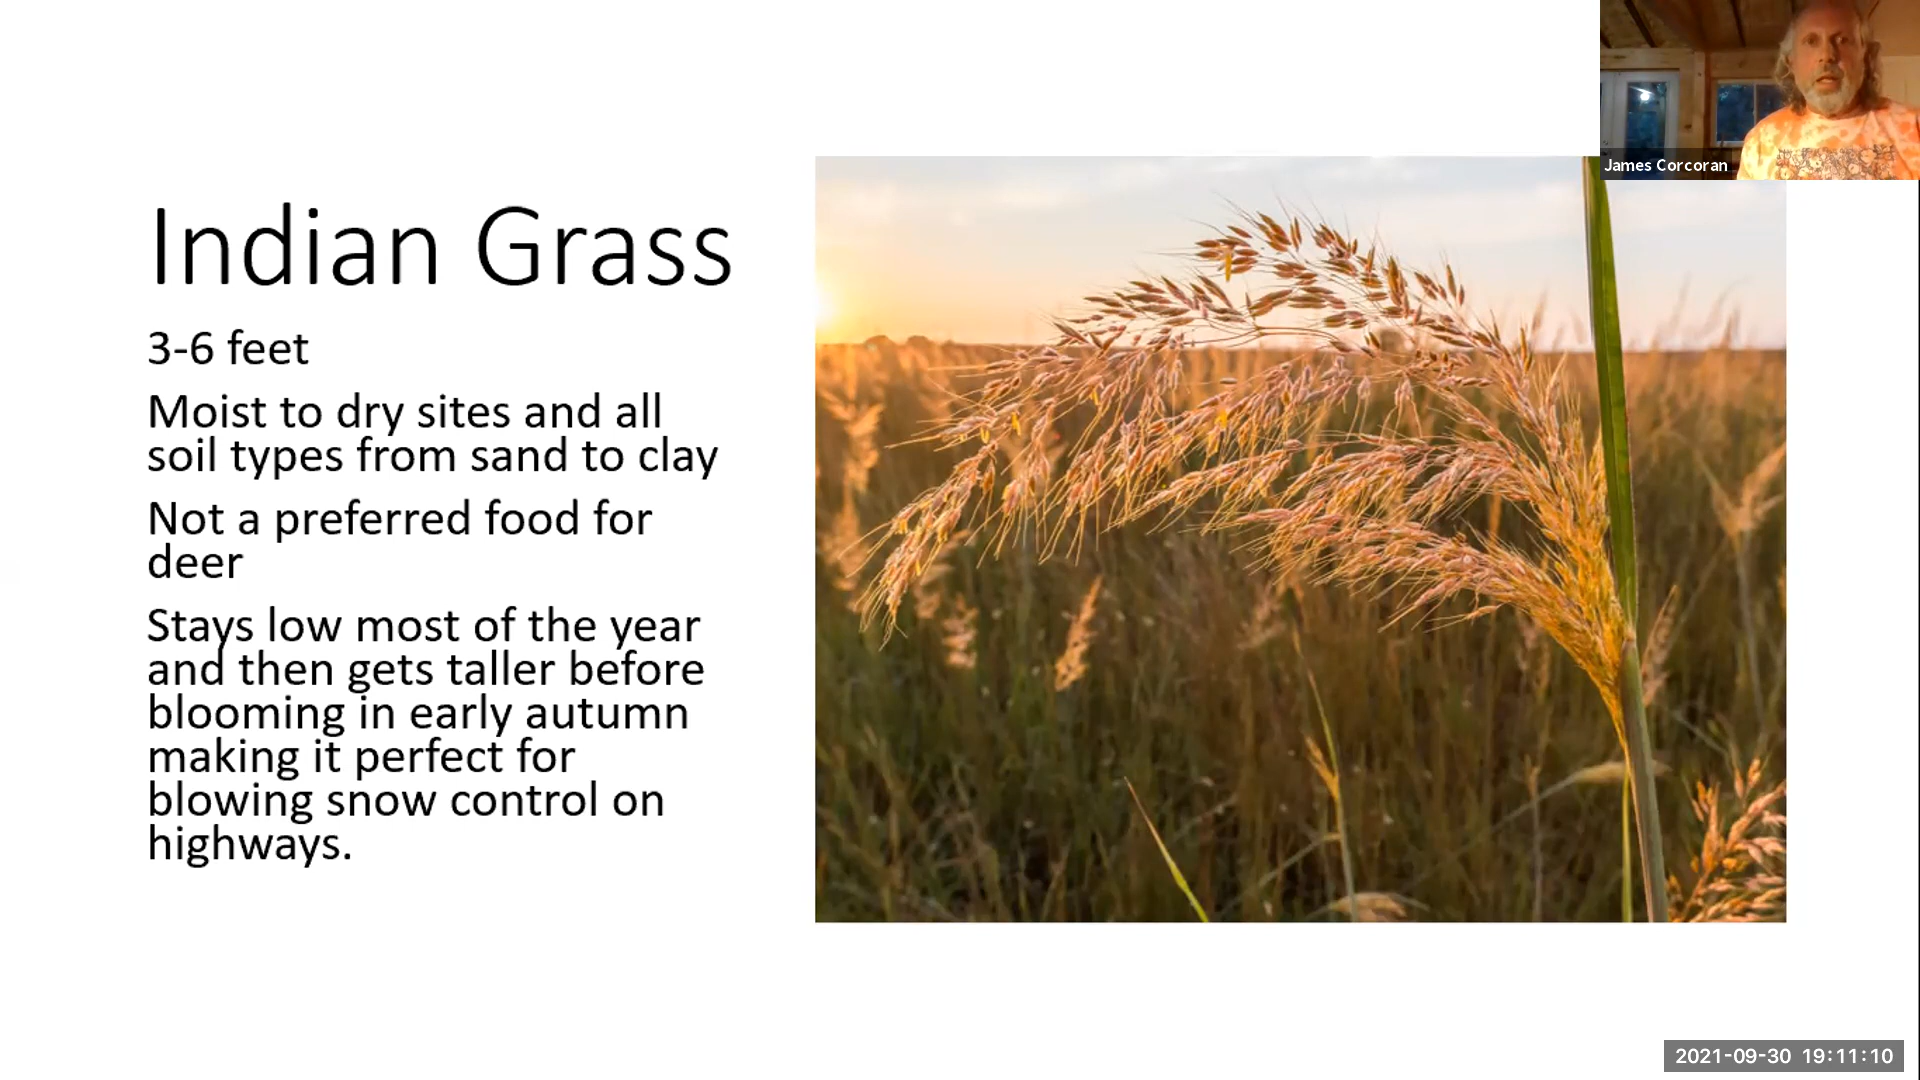 James Corcoran
Indian Grass
3-6 feet
Moist to dry sites and all
soil types from sand to clay
Not a preferred food for
deer
Stays low most of the year
and then gets taller before
blooming in early autumn
making it perfect for
blowing snow control on
highways.
2021-09-30 19:11:10